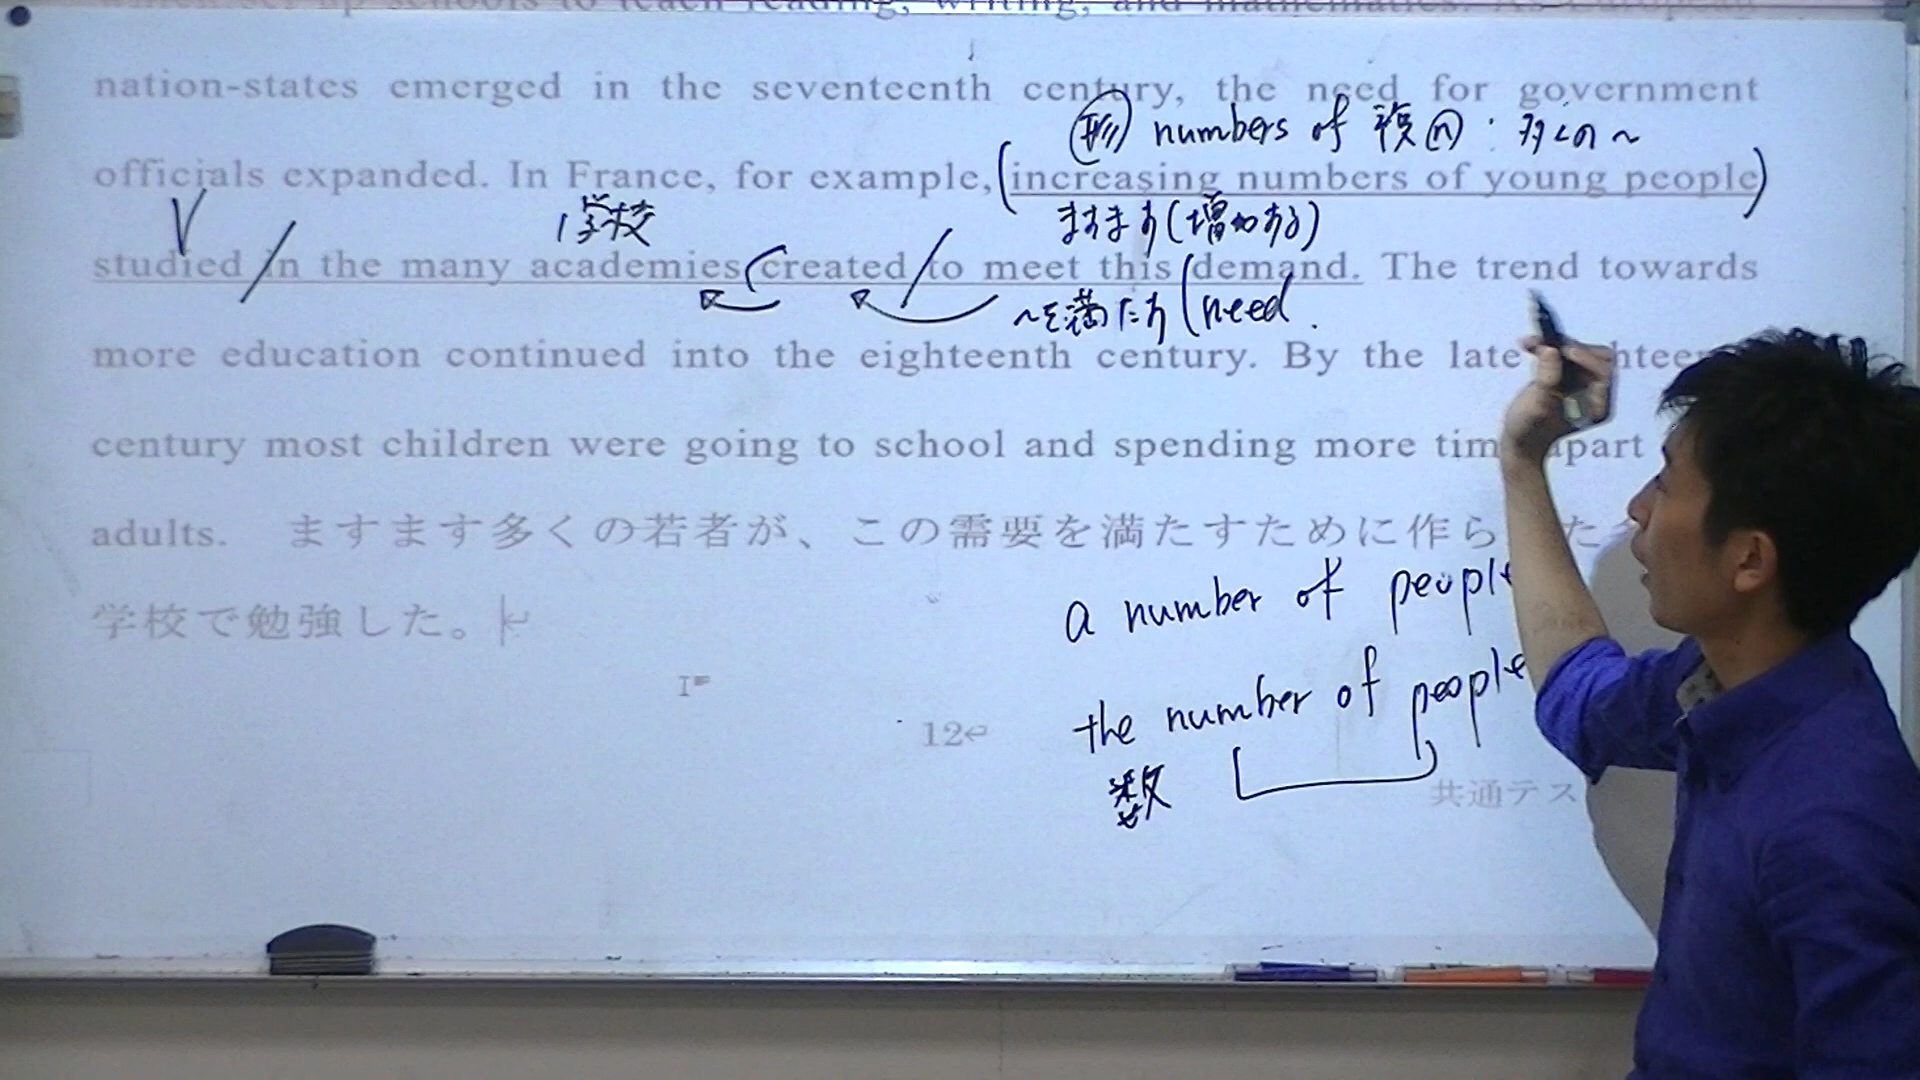 nation-states emerged in the seventeenth century, the need for government
形 numbers of 複(n) : 多くの～
officials expanded. In France, for example, (increasing numbers of young people)
V 学校 ますます(増加する)
studied / in the many academies (created / to meet this (demand. The trend towards
～を満たす (need.
more education continued into the eighteenth century. By the late
century most children were going to school and spending more time apart
adults. ますます多くの若者が、この需要を満たすために作ら た
a number of people
学校で勉強した。
the number of people
12
数
共通テス